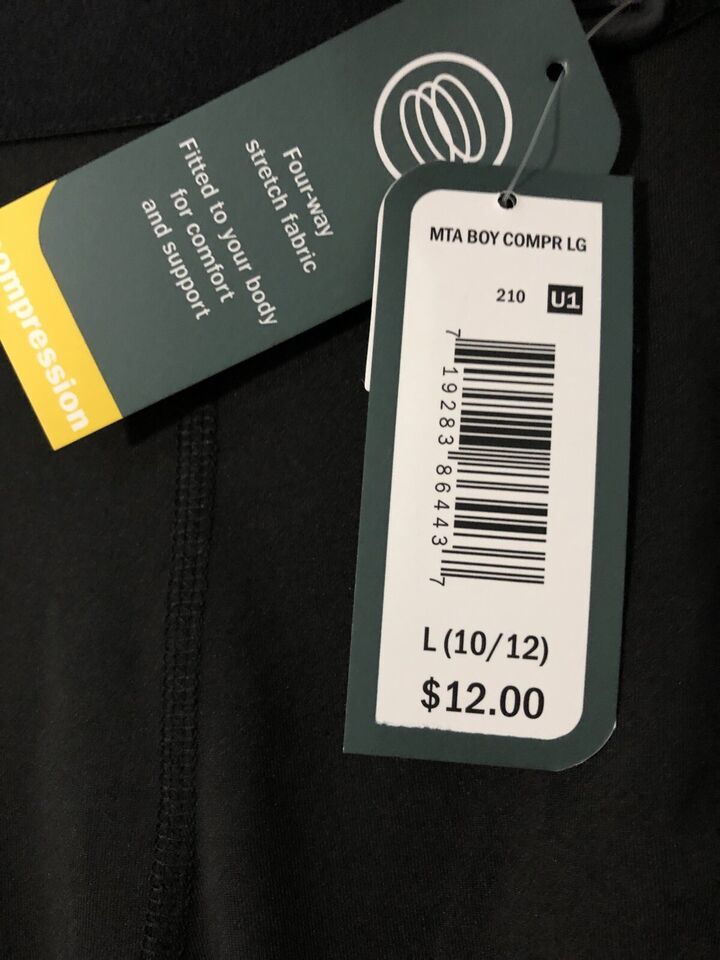 Four-way
stretch fabric
Fitted to your body
for comfort
and support
ompression
MTA BOY COMPR LG
210 U1
7 19283 86443 7
L (10/12)
$12.00